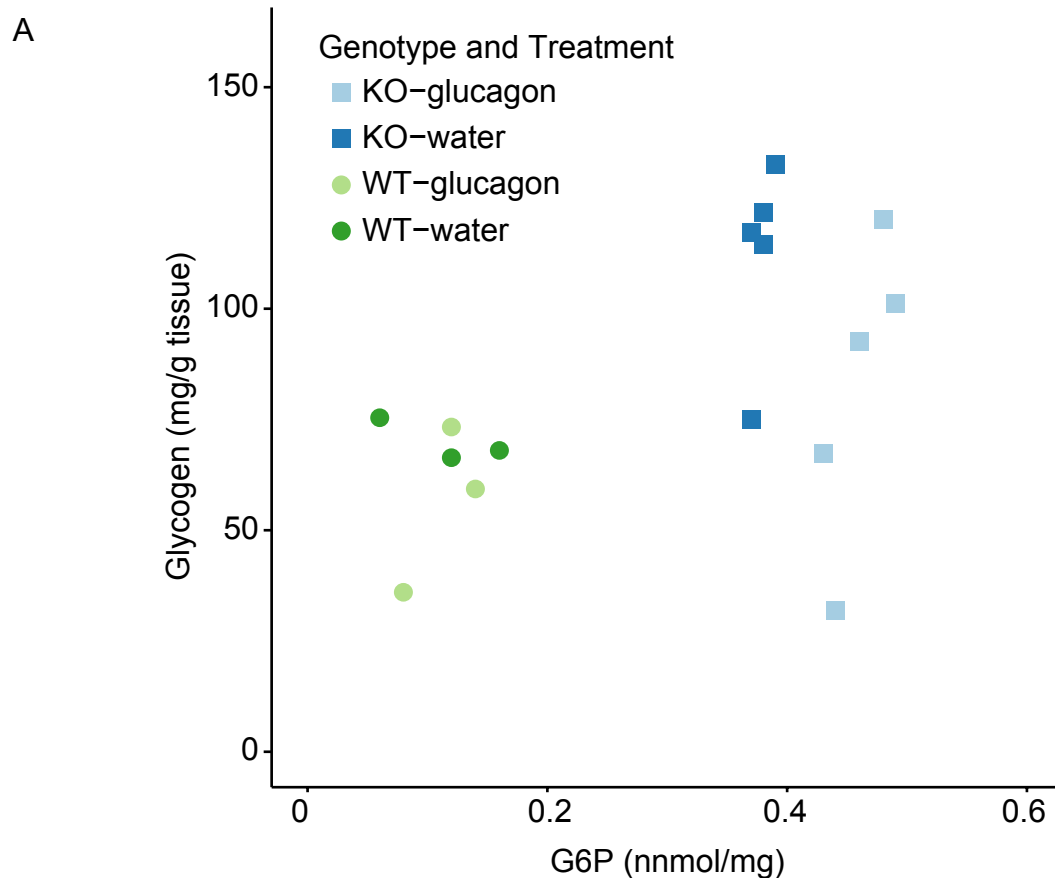 A
Genotype and Treatment
KO−glucagon
KO−water
WT−glucagon
WT−water
150
100
50
0
Glycogen (mg/g tissue)
0 0.2 0.4 0.6
G6P (nnmol/mg)